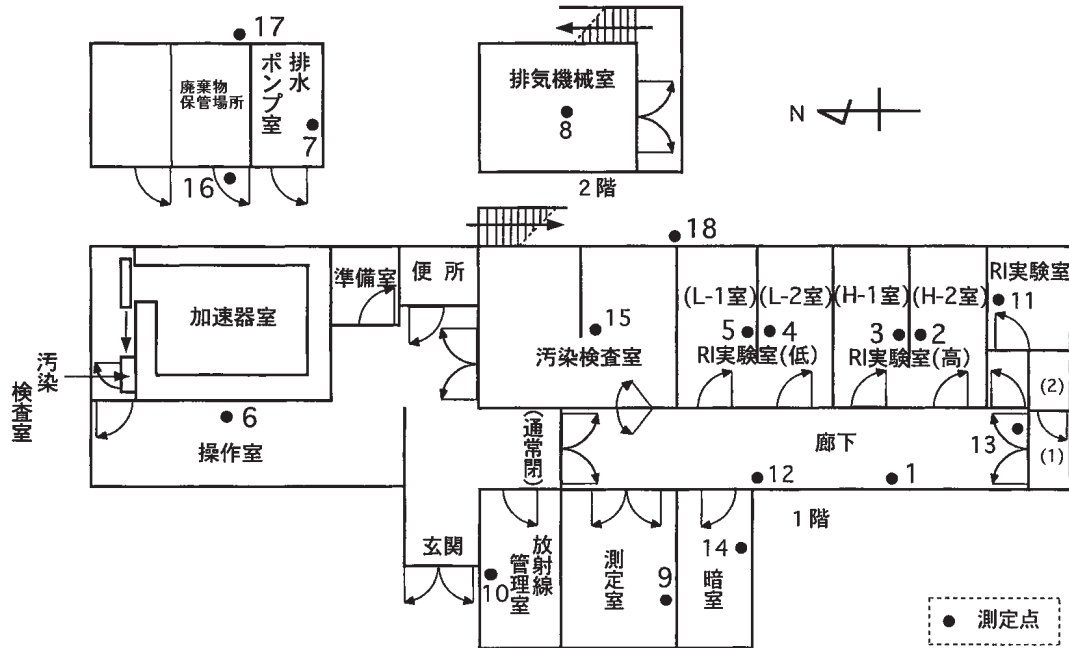 17
廃棄物
保管場所
排水
ポンプ室
7
16
排気機械室
8
2階
N
18
加速器室
準備室
便所
汚染
検査室
6
操作室
15
汚染検査室
(L-1室)
(L-2室)
(H-1室)
(H-2室)
5
4
3
2
RI実験室(低)
RI実験室(高)
RI実験室
11
(2)
(1)
13
(通常閉)
廊下
12
1
1階
玄関
放射線
管理室
10
測定室
9
14
暗室
測定点